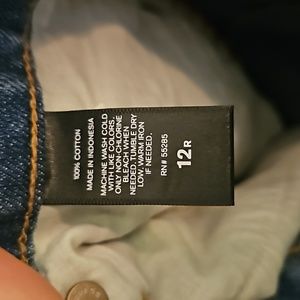 100% COTTON
MADE IN INDONESIA
MACHINE WASH COLD
WITH LIKE COLORS.
ONLY NON-CHLORINE
BLEACH WHEN
NEEDED. TUMBLE DRY
LOW. WARM IRON
IF NEEDED.
RN# 55285
12R